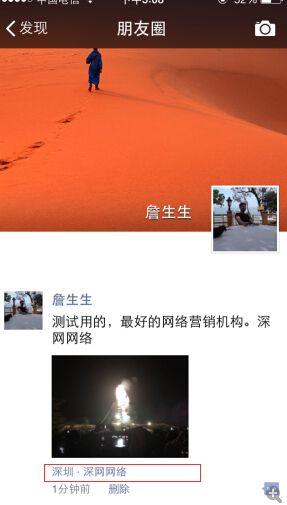 中国电信
下午3:08
52%
发现
朋友圈
詹生生
詹生生
测试用的，最好的网络营销机构。深
网网络
深圳 · 深网网络
1分钟前 删除